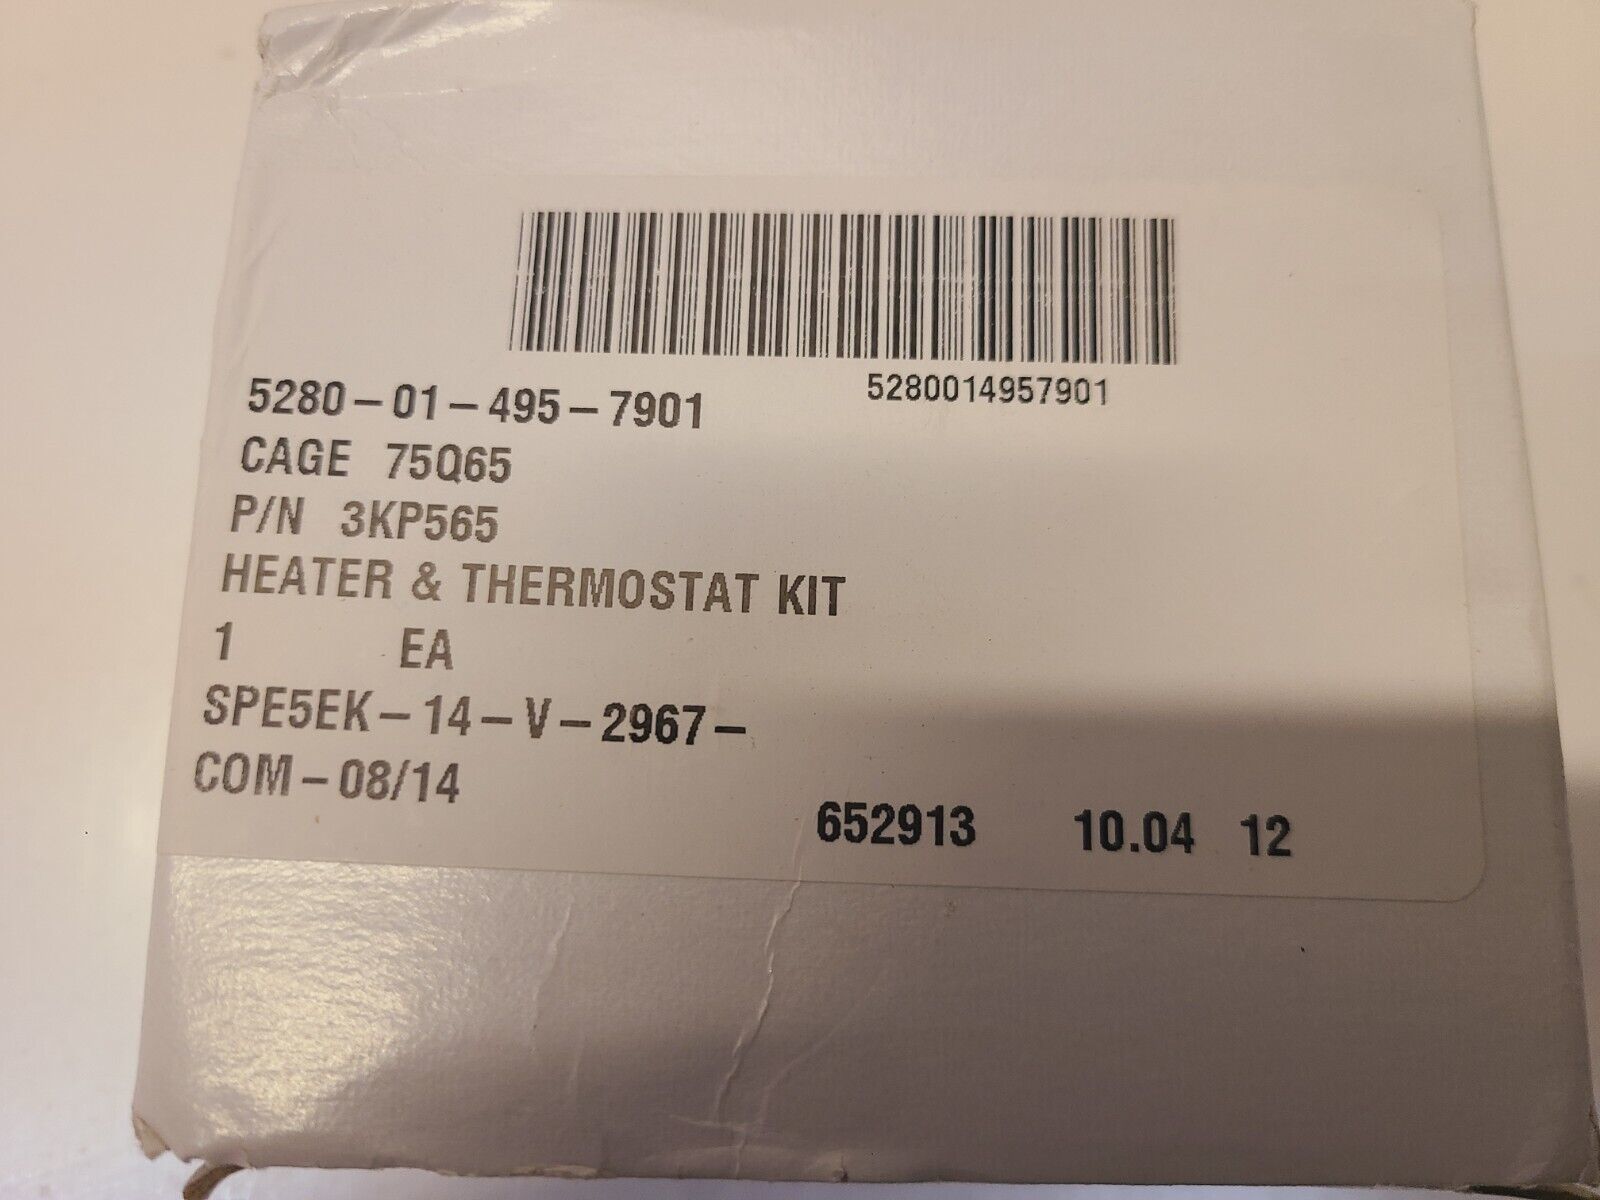 5280014957901
5280-01-495-7901
CAGE 75Q65
P/N 3KP565
HEATER & THERMOSTAT KIT
1 EA
SPE5EK-14-V-2967-
COM-08/14
652913 10.04 12